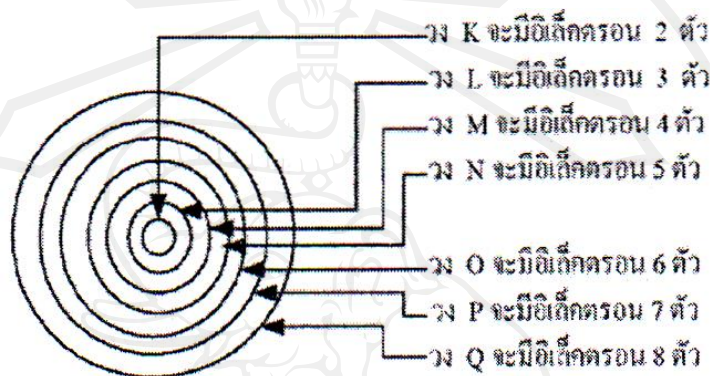 วง K จะมีอิเล็กตรอน 2 ตัว
วง L จะมีอิเล็กตรอน 3 ตัว
วง M จะมีอิเล็กตรอน 4 ตัว
วง N จะมีอิเล็กตรอน 5 ตัว
วง O จะมีอิเล็กตรอน 6 ตัว
วง P จะมีอิเล็กตรอน 7 ตัว
วง Q จะมีอิเล็กตรอน 8 ตัว